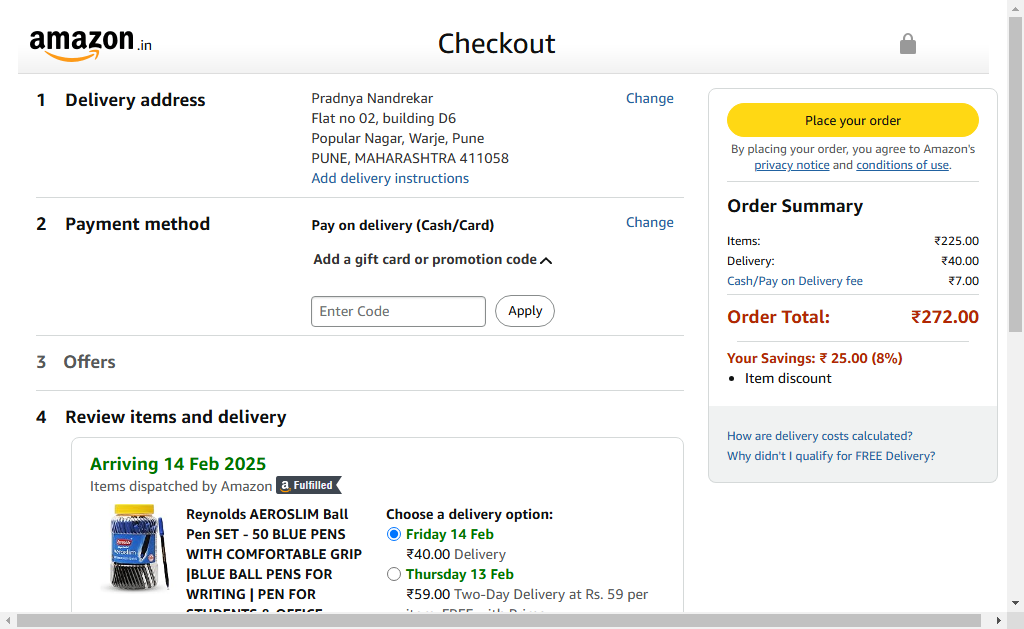 amazon.in
Checkout
1 Delivery address
Pradnya Nandrekar
Flat no 02, building D6
Popular Nagar, Warje, Pune
PUNE, MAHARASHTRA 411058
Add delivery instructions
Change
2 Payment method
Pay on delivery (Cash/Card)
Change
Add a gift card or promotion code
Enter Code
Apply
3 Offers
4 Review items and delivery
Arriving 14 Feb 2025
Items dispatched by Amazon a Fulfilled
Reynolds AEROSLIM Ball
Pen SET - 50 BLUE PENS
WITH COMFORTABLE GRIP
|BLUE BALL PENS FOR
WRITING | PEN FOR
STUDENTS & OFFICE
Choose a delivery option:
Friday 14 Feb
₹40.00 Delivery
Thursday 13 Feb
₹59.00 Two-Day Delivery at Rs. 59 per
item, FREE with Prime
Place your order
By placing your order, you agree to Amazon's
privacy notice and conditions of use.
Order Summary
Items: ₹225.00
Delivery: ₹40.00
Cash/Pay on Delivery fee ₹7.00
Order Total: ₹272.00
Your Savings: ₹ 25.00 (8%)
• Item discount
How are delivery costs calculated?
Why didn't I qualify for FREE Delivery?